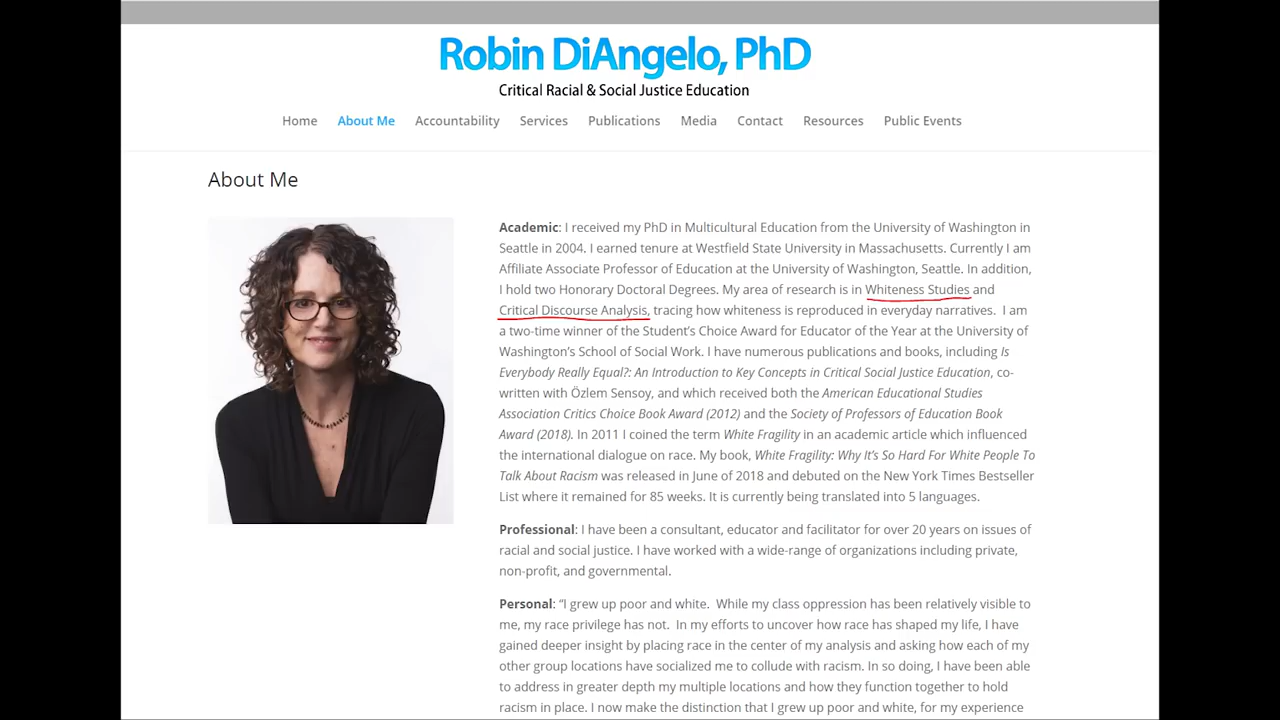 Robin DiAngelo, PhD
Critical Racial & Social Justice Education
Home About Me Accountability Services Publications Media Contact Resources Public Events
About Me
Academic: I received my PhD in Multicultural Education from the University of Washington in
Seattle in 2004. I earned tenure at Westfield State University in Massachusetts. Currently I am
Affiliate Associate Professor of Education at the University of Washington, Seattle. In addition,
I hold two Honorary Doctoral Degrees. My area of research is in Whiteness Studies and
Critical Discourse Analysis, tracing how whiteness is reproduced in everyday narratives.  I am
a two-time winner of the Student’s Choice Award for Educator of the Year at the University of
Washington’s School of Social Work. I have numerous publications and books, including Is
Everybody Really Equal?: An Introduction to Key Concepts in Critical Social Justice Education, co-
written with Özlem Sensoy, and which received both the American Educational Studies
Association Critics Choice Book Award (2012) and the Society of Professors of Education Book
Award (2018). In 2011 I coined the term White Fragility in an academic article which influenced
the international dialogue on race. My book, White Fragility: Why It’s So Hard For White People To
Talk About Racism was released in June of 2018 and debuted on the New York Times Bestseller
List where it remained for 85 weeks. It is currently being translated into 5 languages.
Professional: I have been a consultant, educator and facilitator for over 20 years on issues of
racial and social justice. I have worked with a wide-range of organizations including private,
non-profit, and governmental.
Personal: “I grew up poor and white.  While my class oppression has been relatively visible to
me, my race privilege has not.  In my efforts to uncover how race has shaped my life, I have
gained deeper insight by placing race in the center of my analysis and asking how each of my
other group locations have socialized me to collude with racism. In so doing, I have been able
to address in greater depth my multiple locations and how they function together to hold
racism in place. I now make the distinction that I grew up poor and white, for my experience